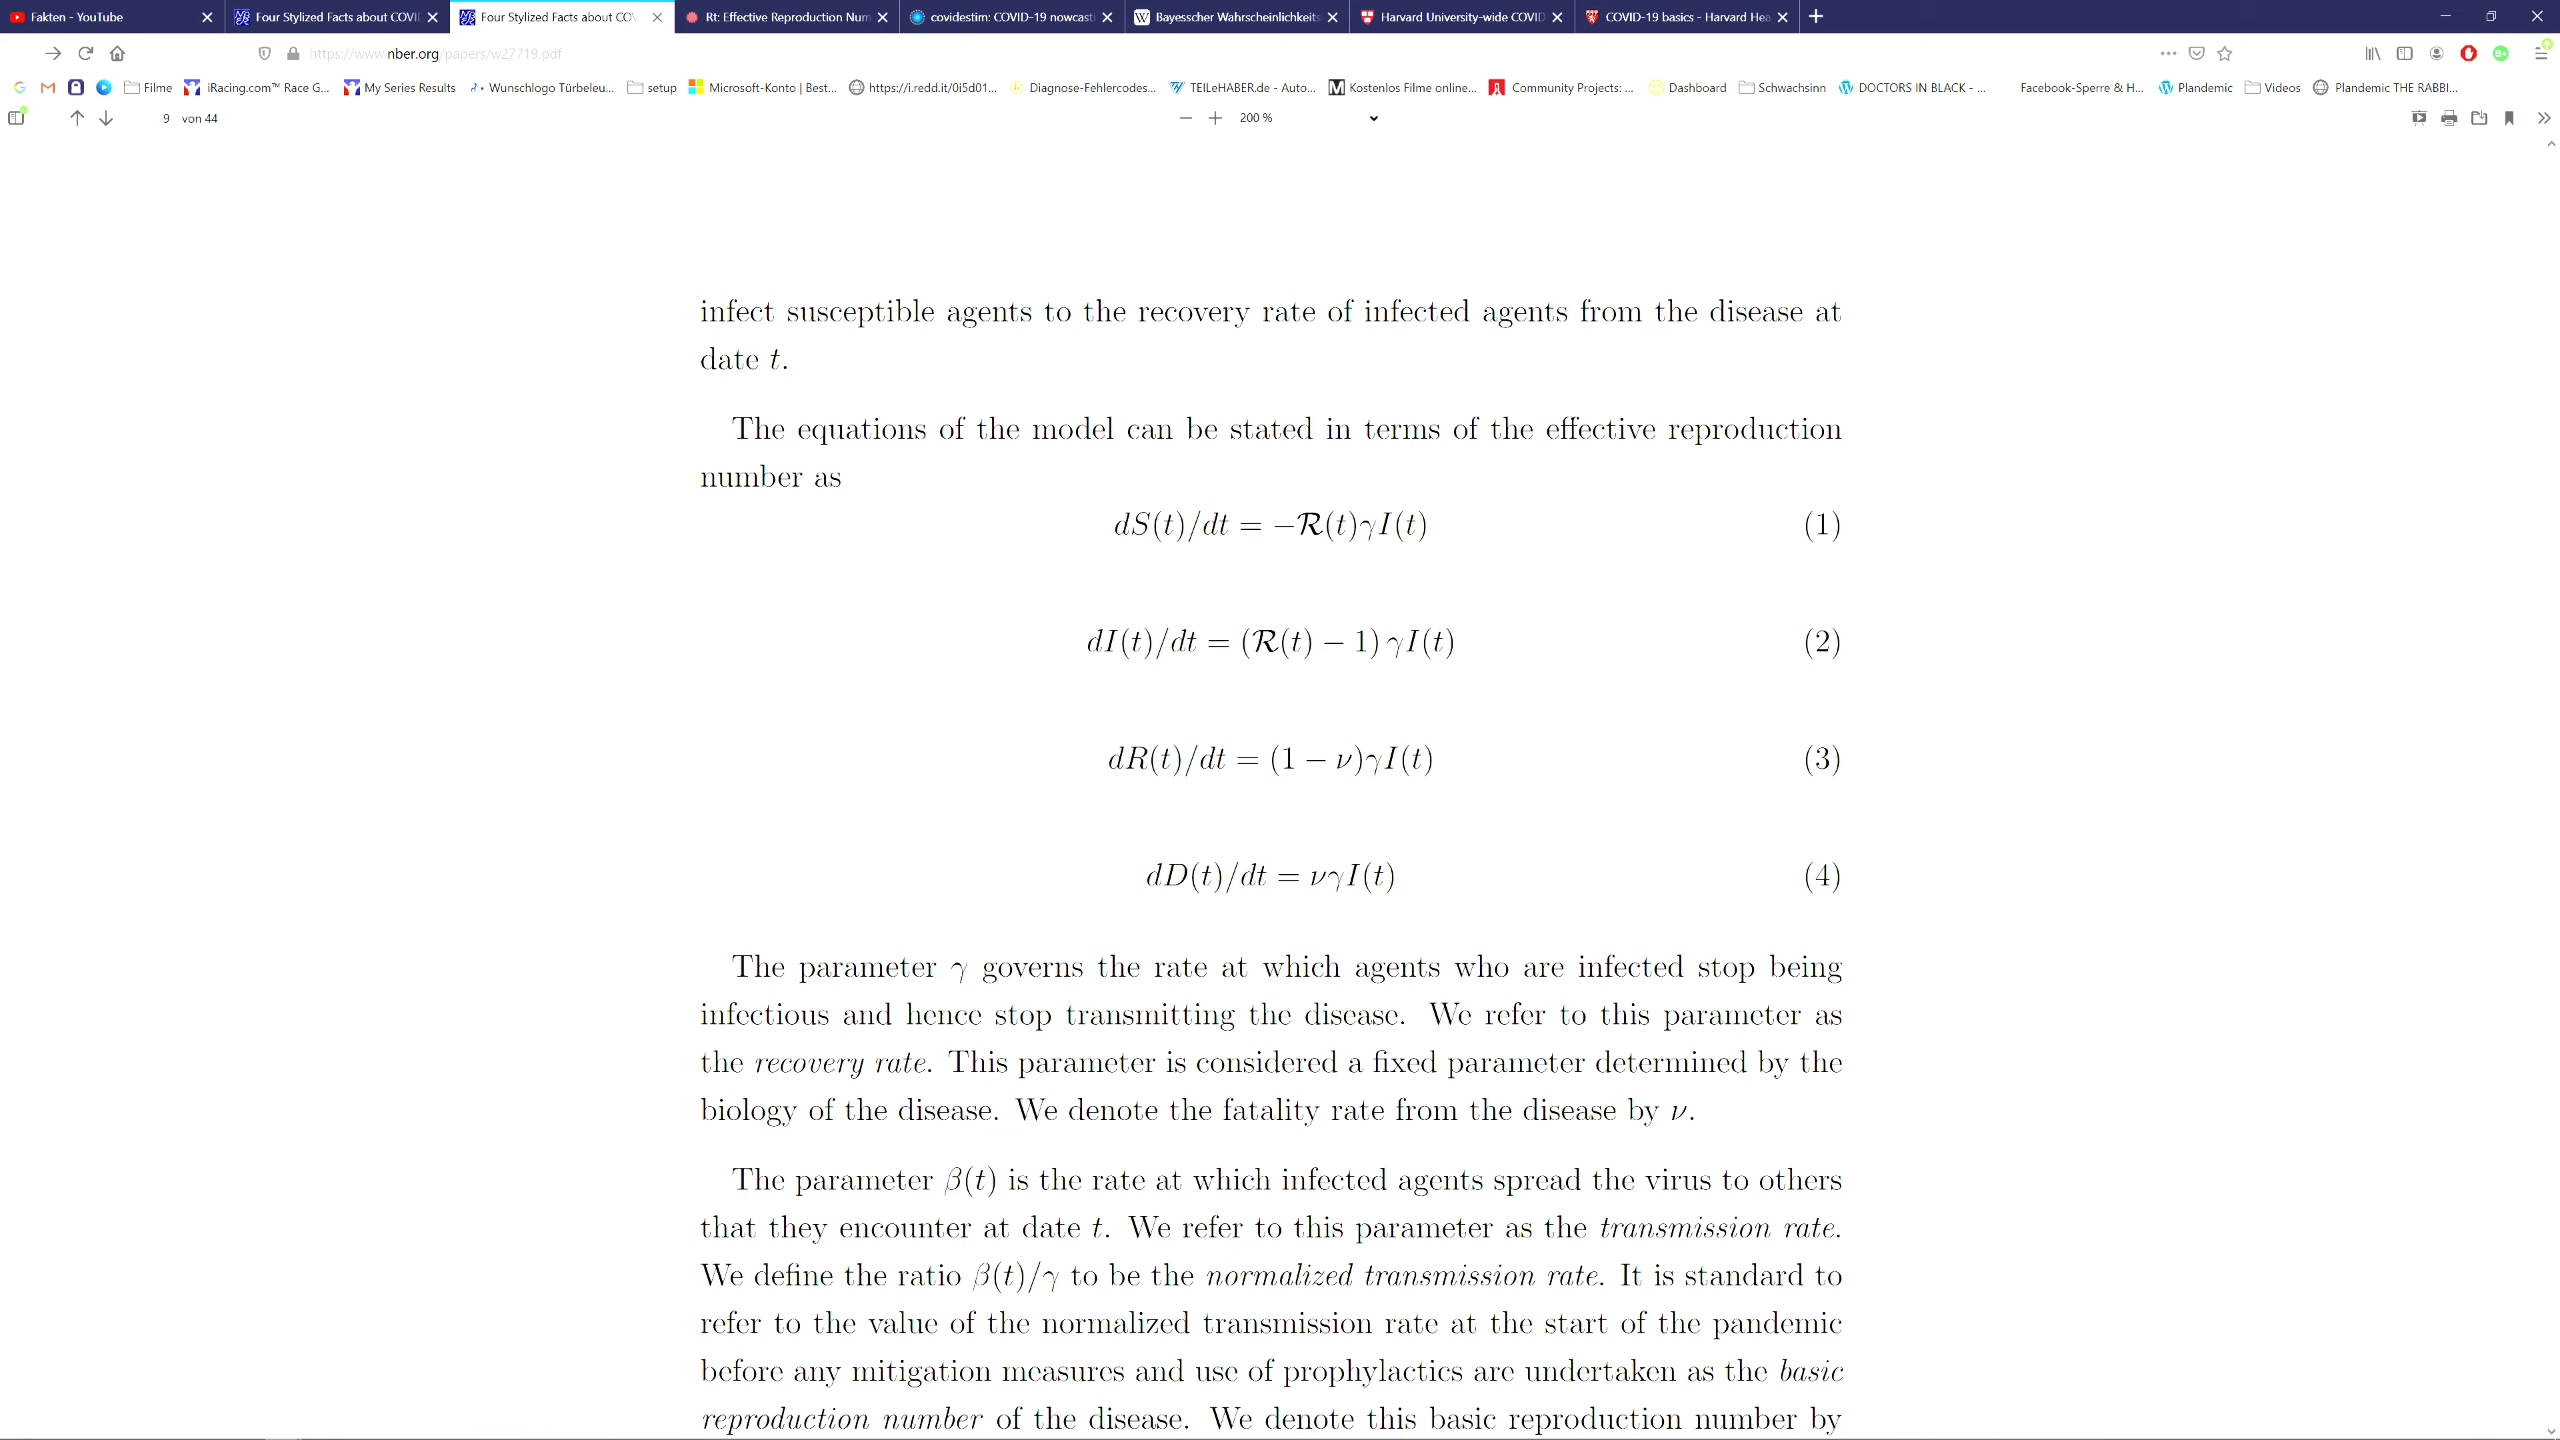 Fakten - YouTube
Four Stylized Facts about COVI
Four Stylized Facts about CO
Rt: Effective Reproduction Num
covidestim: COVID-19 nowcast
W Bayesscher Wahrscheinlichkeits
Harvard University-wide COVID
COVID-19 basics - Harvard Hea
https://www.nber.org/papers/w27719.pdf
Filme
iRacing.com™ Race G...
My Series Results
Wunschlogo Türbeleu...
setup
Microsoft-Konto | Best...
https://i.redd.it/0i5d01...
Diagnose-Fehlercodes...
TEILeHABER.de - Auto...
Kostenlos Filme online...
Community Projects: ...
Dashboard
Schwachsinn
DOCTORS IN BLACK - ...
Facebook-Sperre & H...
Plandemic
Videos
Plandemic THE RABBI...
9 von 44
200 %
infect susceptible agents to the recovery rate of infected agents from the disease at
date t.
The equations of the model can be stated in terms of the effective reproduction
number as
dS(t)/dt = −ℛ(t)γI(t) (1)
dI(t)/dt = (ℛ(t) − 1) γI(t) (2)
dR(t)/dt = (1 − ν)γI(t) (3)
dD(t)/dt = νγI(t) (4)
The parameter γ governs the rate at which agents who are infected stop being
infectious and hence stop transmitting the disease. We refer to this parameter as
the recovery rate. This parameter is considered a fixed parameter determined by the
biology of the disease. We denote the fatality rate from the disease by ν.
The parameter β(t) is the rate at which infected agents spread the virus to others
that they encounter at date t. We refer to this parameter as the transmission rate.
We define the ratio β(t)/γ to be the normalized transmission rate. It is standard to
refer to the value of the normalized transmission rate at the start of the pandemic
before any mitigation measures and use of prophylactics are undertaken as the basic
reproduction number of the disease. We denote this basic reproduction number by